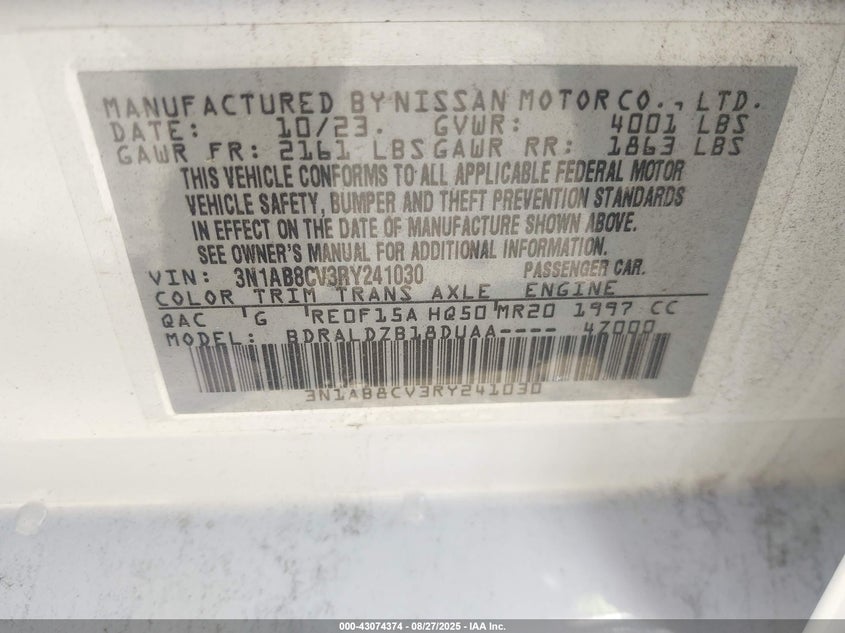 MANUFACTURED BY NISSAN MOTOR CO., LTD.
DATE: 10/23. GVWR: 4001 LBS
GAWR FR: 2161 LBS GAWR RR: 1863 LBS
THIS VEHICLE CONFORMS TO ALL APPLICABLE FEDERAL MOTOR
VEHICLE SAFETY, BUMPER AND THEFT PREVENTION STANDARDS
IN EFFECT ON THE DATE OF MANUFACTURE SHOWN ABOVE.
SEE OWNER'S MANUAL FOR ADDITIONAL INFORMATION.
VIN: 3N1AB8CV3RY241030 PASSENGER CAR.
COLOR TRIM TRANS AXLE ENGINE
QAC G RE0F15A HQ50 MR20 1997 CC
MODEL: BDRALDZB18DUAA---- 4Z000
3N1AB8CV3RY241030
000-43074374 - 08/27/2025 - IAA Inc.